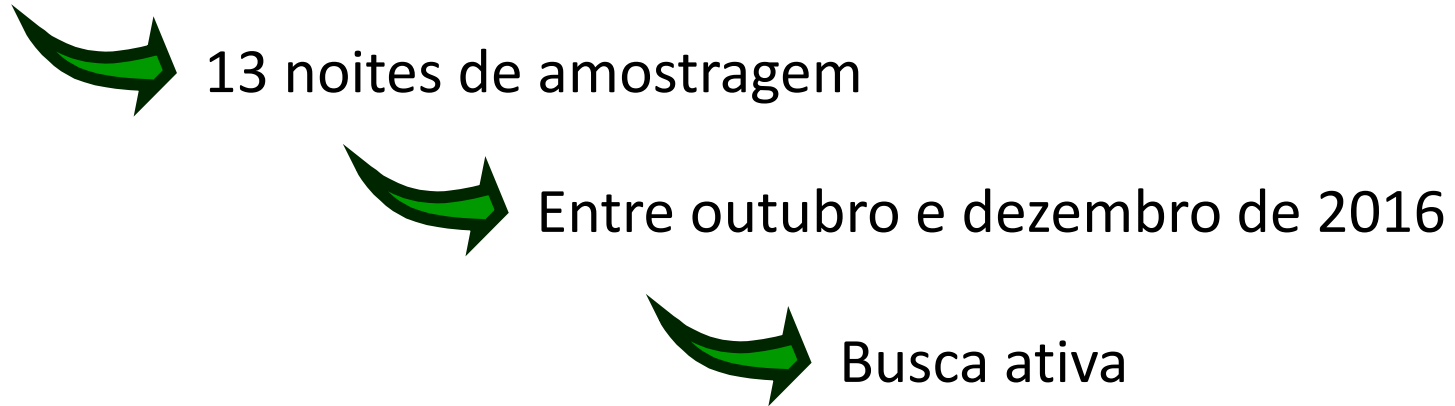 13 noites de amostragem
Entre outubro e dezembro de 2016
Busca ativa